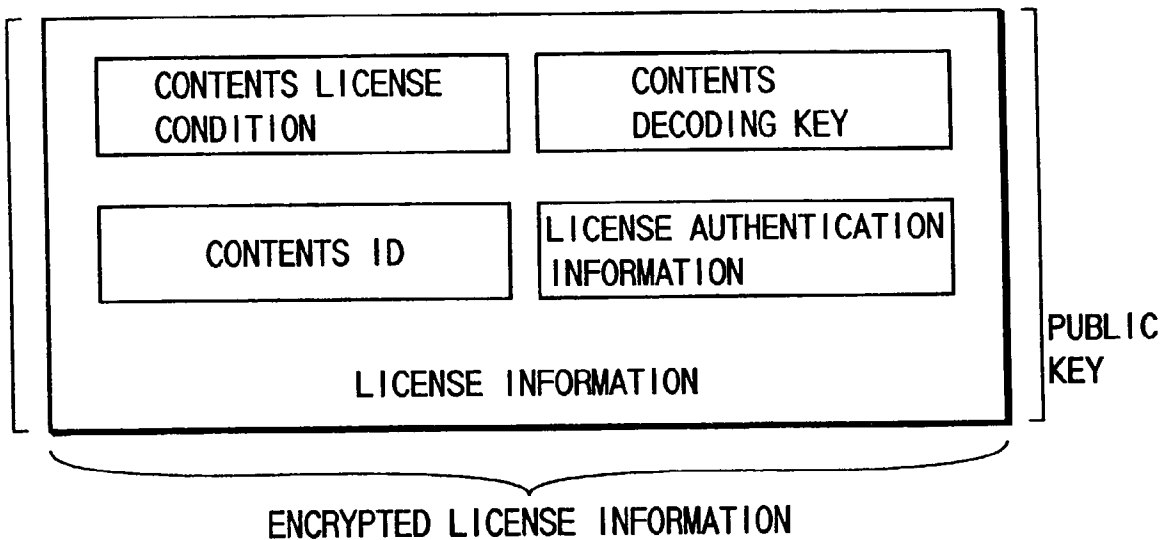 CONTENTS LICENSE
CONDITION
CONTENTS
DECODING KEY
CONTENTS ID
LICENSE AUTHENTICATION
INFORMATION
LICENSE INFORMATION
PUBLIC
KEY
ENCRYPTED LICENSE INFORMATION